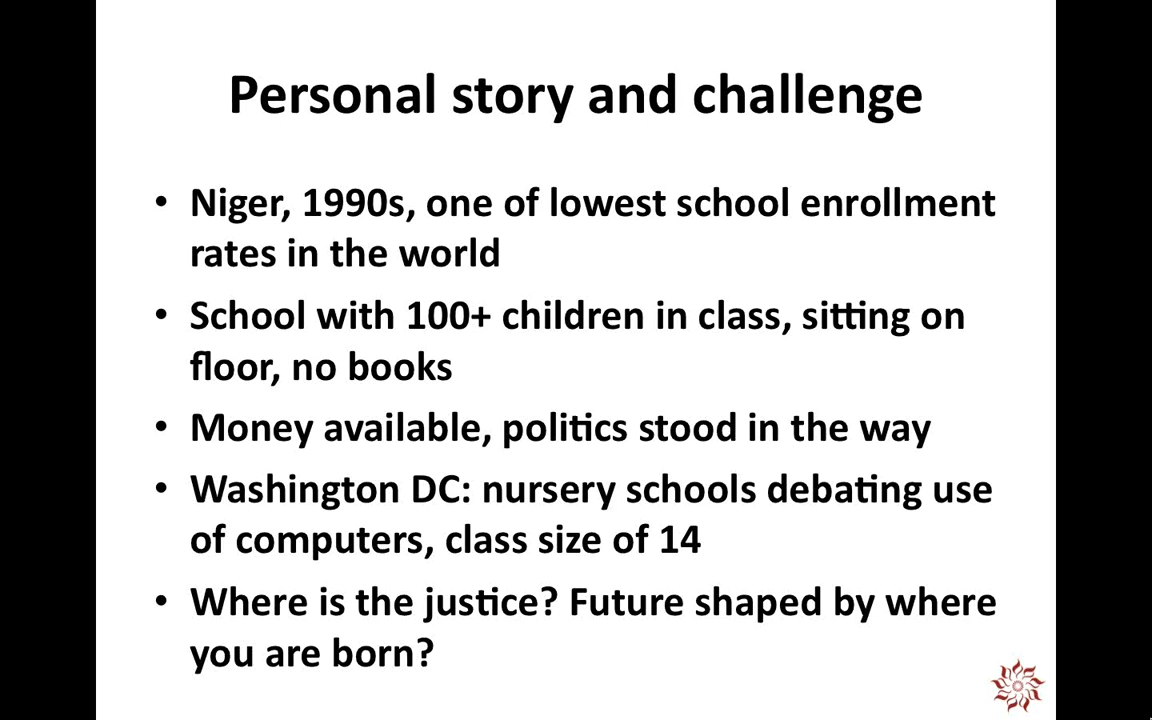 Personal story and challenge
• Niger, 1990s, one of lowest school enrollment
rates in the world
• School with 100+ children in class, sitting on
floor, no books
• Money available, politics stood in the way
• Washington DC: nursery schools debating use
of computers, class size of 14
• Where is the justice? Future shaped by where
you are born?